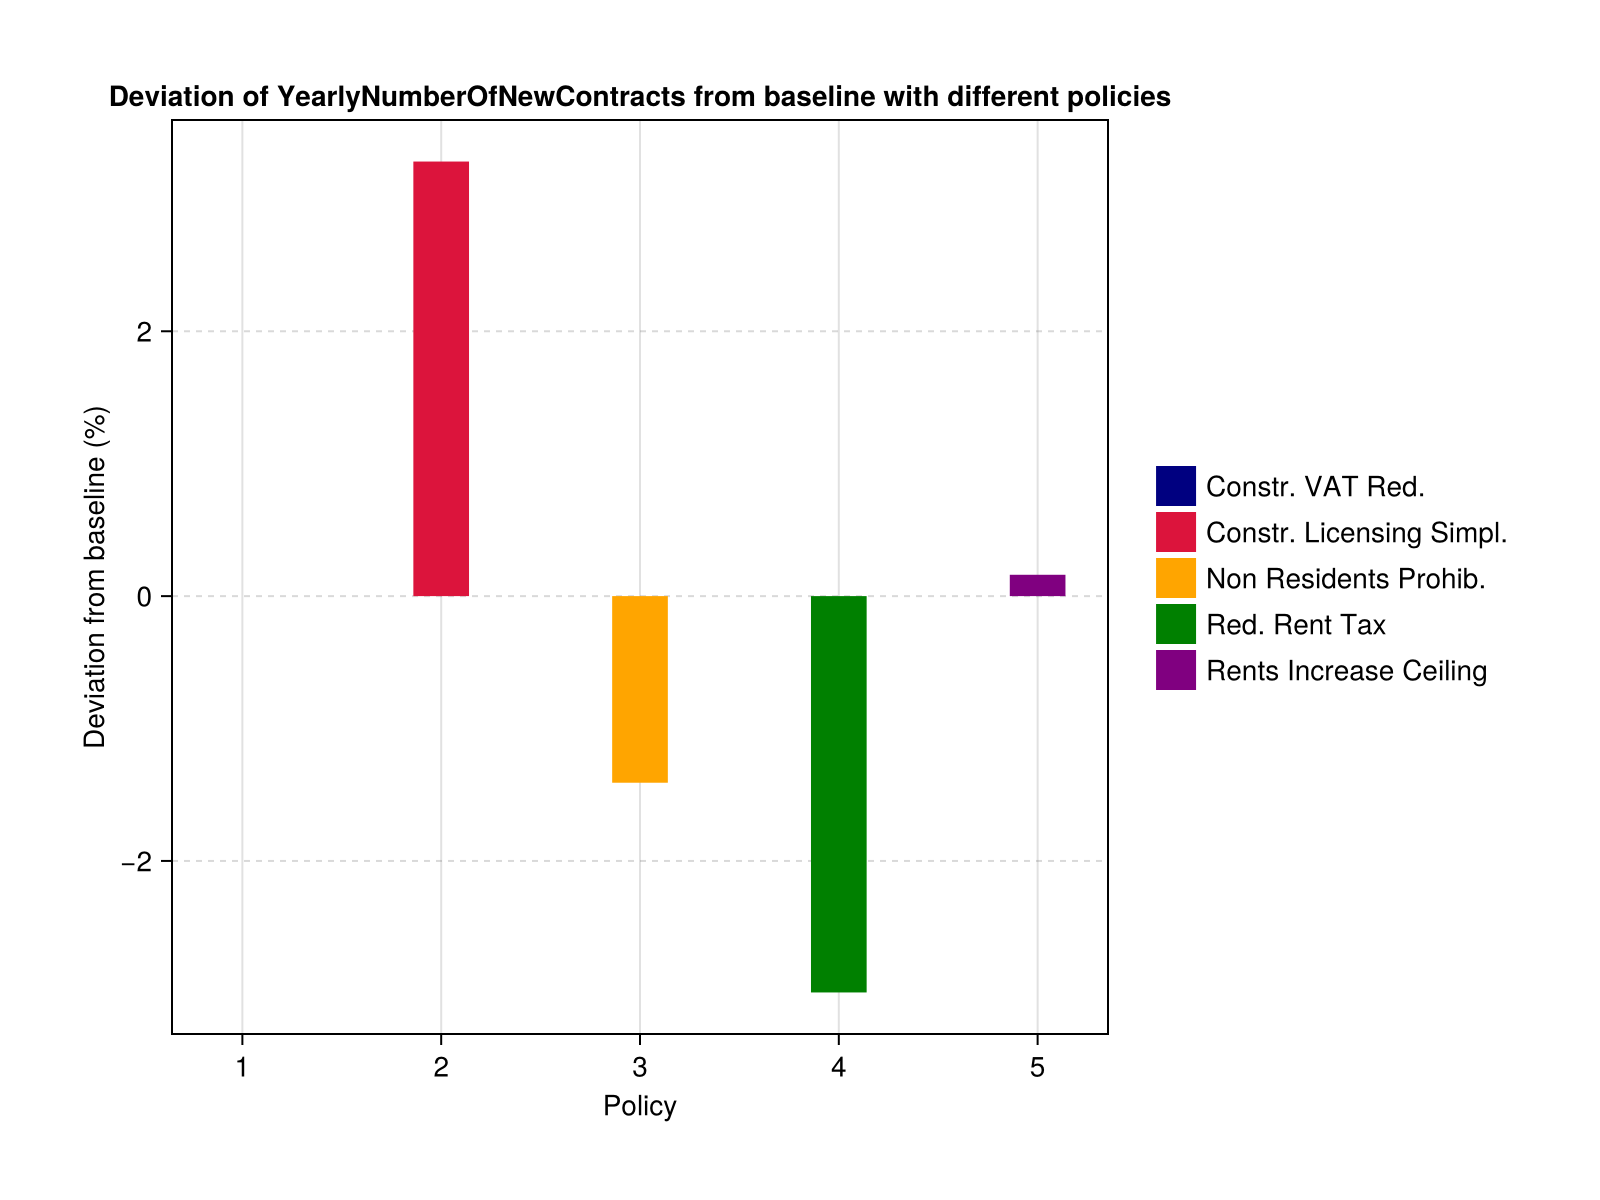 Deviation of YearlyNumberOfNewContracts from baseline with different policies
Deviation from baseline (%)
2
0
−2
1 2 3 4 5
Policy
Constr. VAT Red.
Constr. Licensing Simpl.
Non Residents Prohib.
Red. Rent Tax
Rents Increase Ceiling